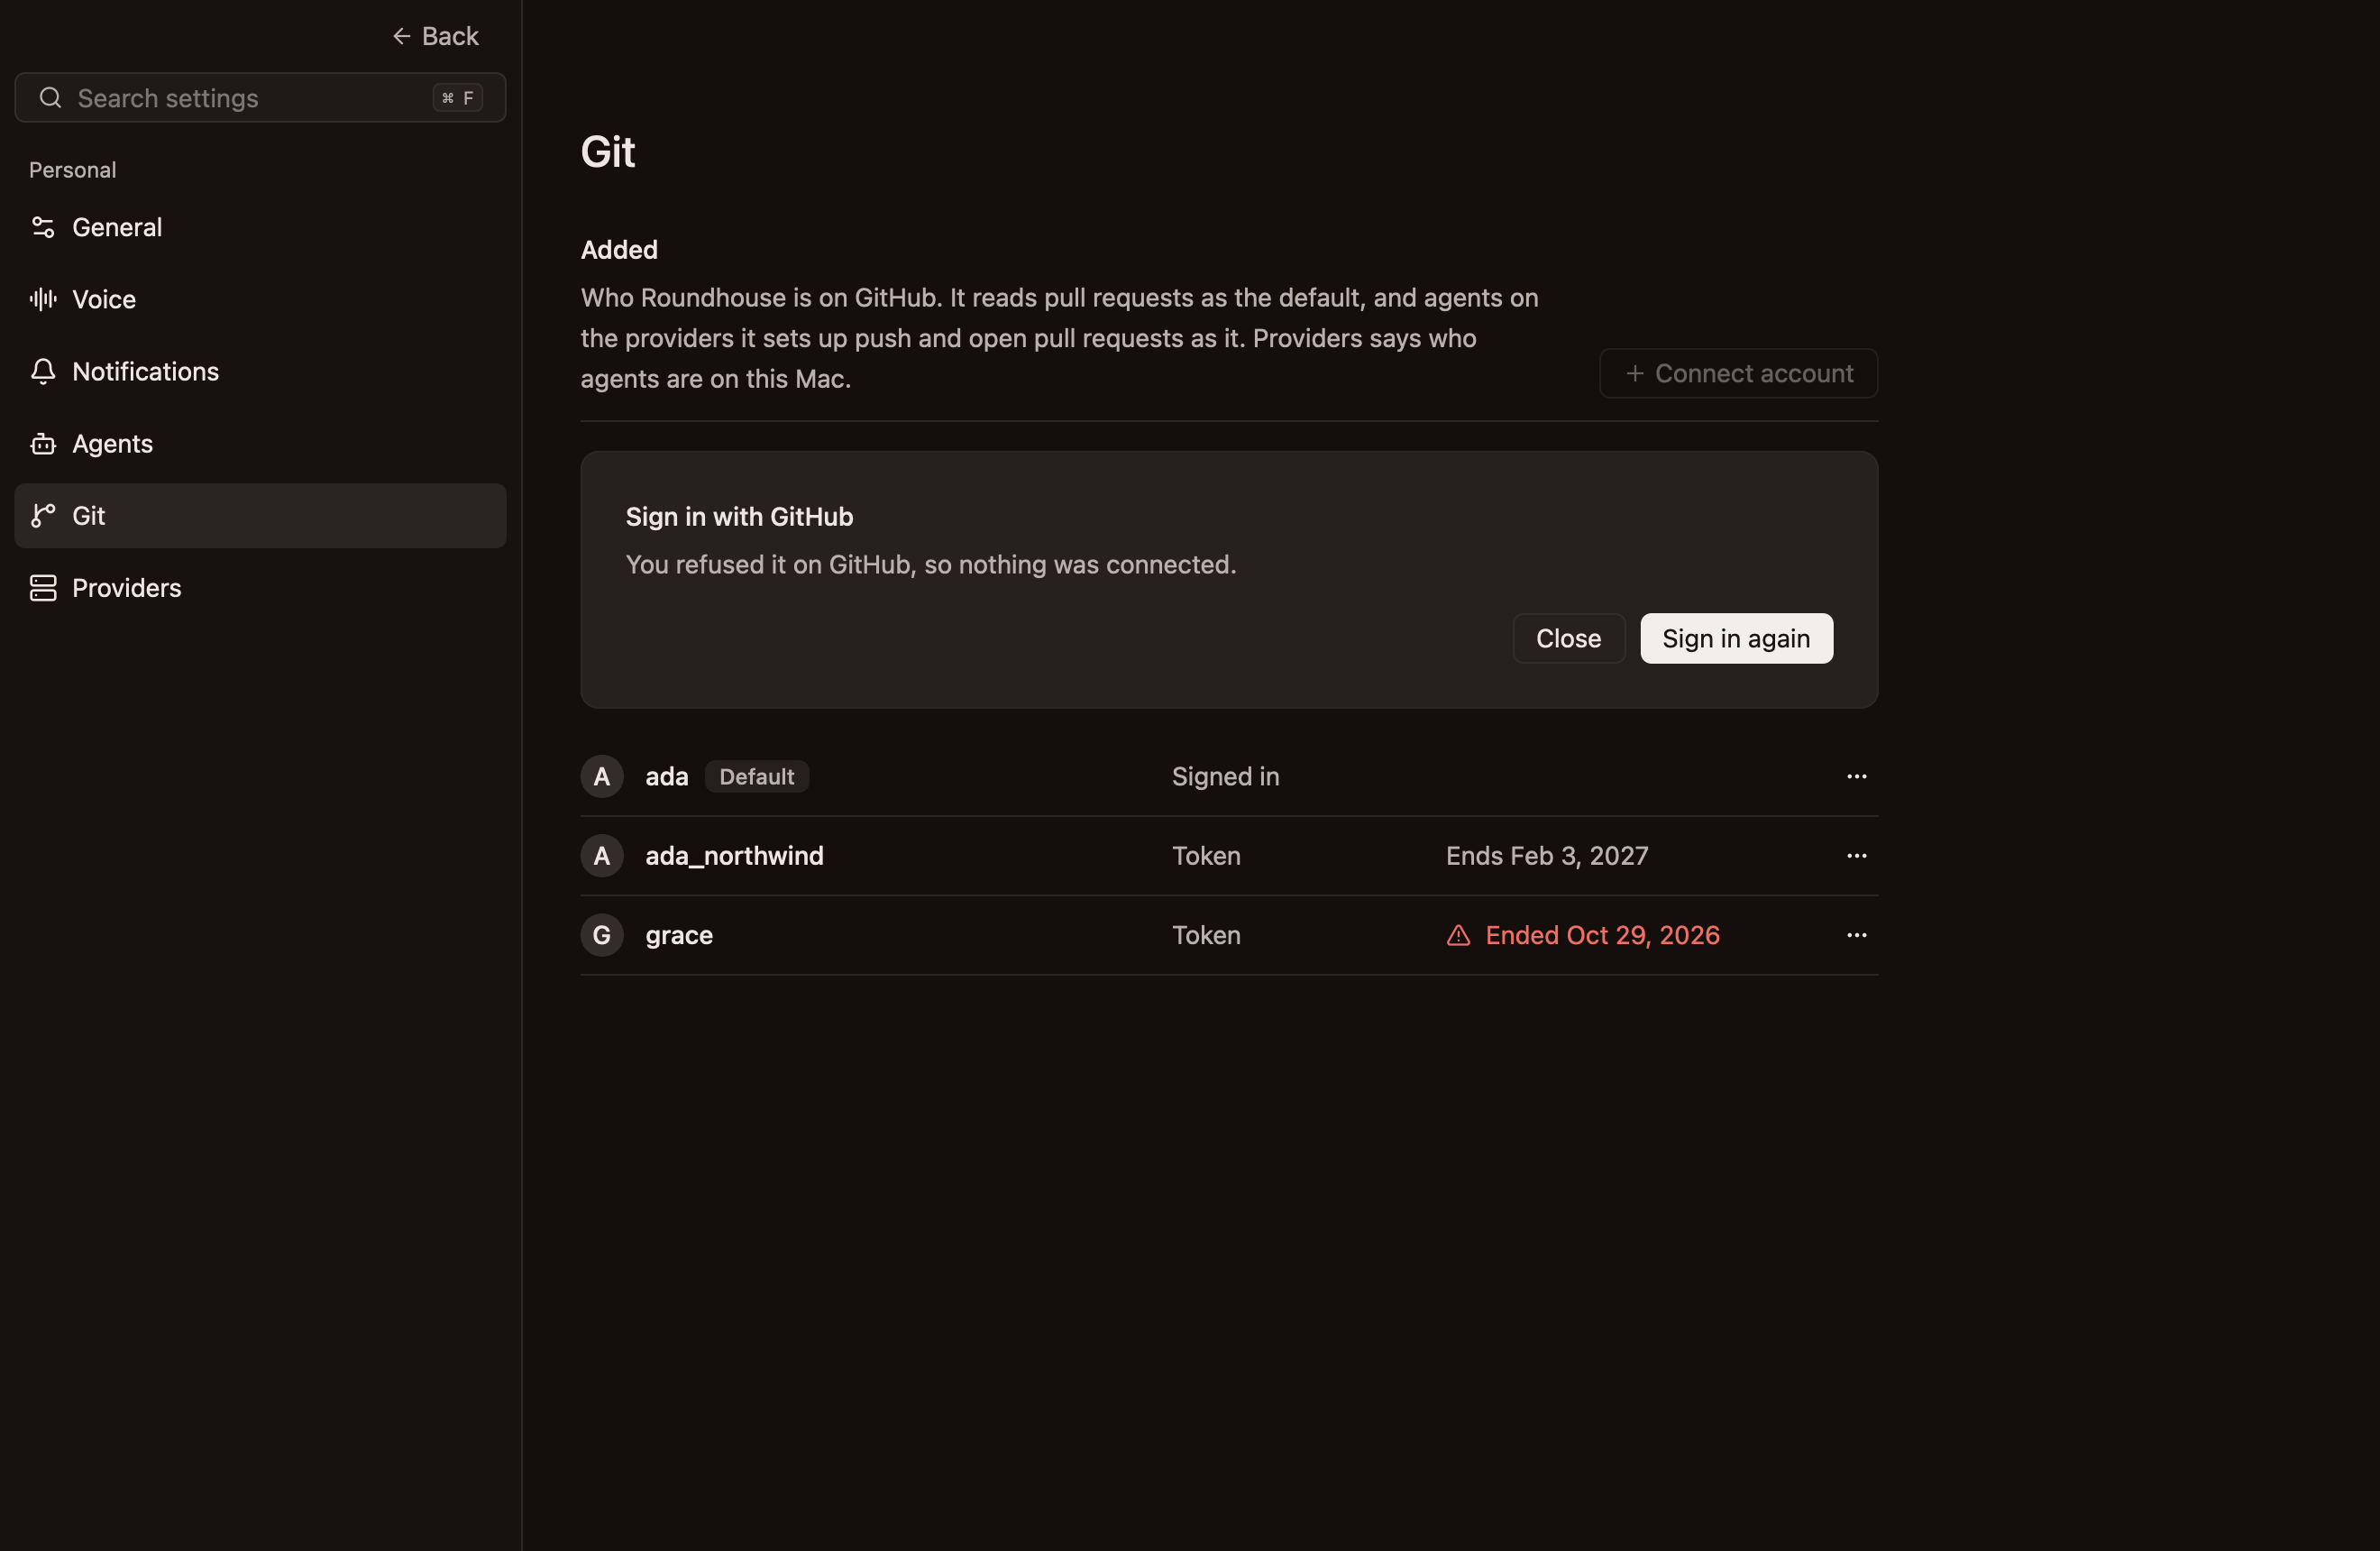 Back
Search settings ⌘ F
Personal
General
Voice
Notifications
Agents
Git
Providers
Git
Added
Who Roundhouse is on GitHub. It reads pull requests as the default, and agents on
the providers it sets up push and open pull requests as it. Providers says who
agents are on this Mac.
Connect account
Sign in with GitHub
You refused it on GitHub, so nothing was connected.
Close Sign in again
A ada Default Signed in
A ada_northwind Token Ends Feb 3, 2027
G grace Token Ended Oct 29, 2026